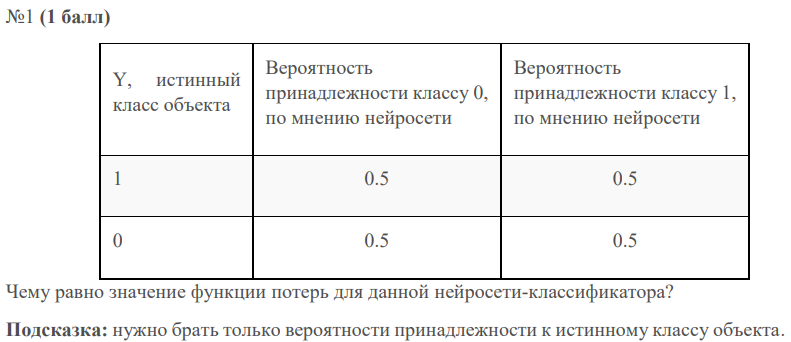 №1 (1 балл)
Y, истинный
класс объекта
Вероятность
принадлежности классу 0,
по мнению нейросети
Вероятность
принадлежности классу 1,
по мнению нейросети
1
0.5
0.5
0
0.5
0.5
Чему равно значение функции потерь для данной нейросети-классификатора?
Подсказка: нужно брать только вероятности принадлежности к истинному классу объекта.